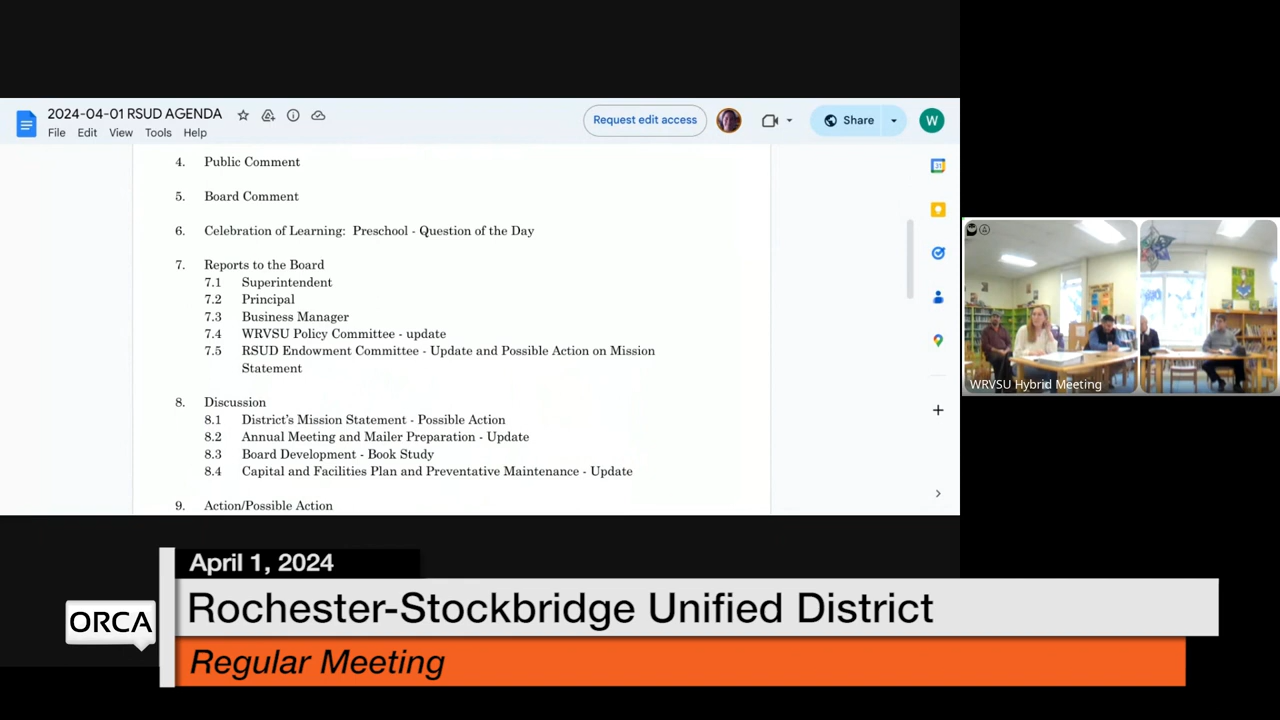 2024-04-01 RSUD AGENDA
File Edit View Tools Help
Request edit access
Share
W
4. Public Comment
5. Board Comment
6. Celebration of Learning: Preschool - Question of the Day
7. Reports to the Board
7.1 Superintendent
7.2 Principal
7.3 Business Manager
7.4 WRVSU Policy Committee - update
7.5 RSUD Endowment Committee - Update and Possible Action on Mission
Statement
8. Discussion
8.1 District's Mission Statement - Possible Action
8.2 Annual Meeting and Mailer Preparation - Update
8.3 Board Development - Book Study
8.4 Capital and Facilities Plan and Preventative Maintenance - Update
9. Action/Possible Action
WRVSU Hybrid Meeting
April 1, 2024
Rochester-Stockbridge Unified District
ORCA
Regular Meeting